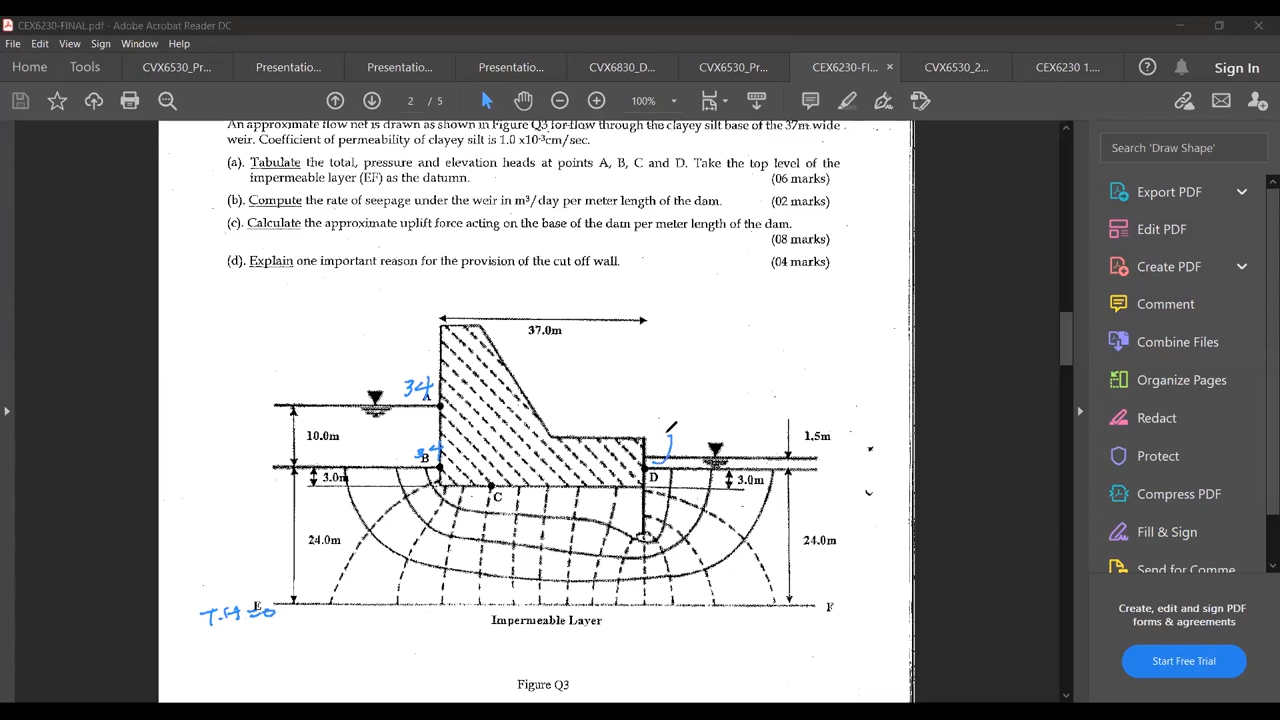 CEX6230-FINAL.pdf - Adobe Acrobat Reader DC
File Edit View Sign Window Help
Home Tools CVX6530_Pr... Presentatio... Presentatio... Presentatio... CVX6830_D... CVX6530_Pr... CEX6230-FI... × CVX6530_2... CEX6230 1.... Sign In
2 / 5 100%
An approximate flow net is drawn as shown in Figure Q3 for flow through the clayey silt base of the 37m wide
weir. Coefficient of permeability of clayey silt is 1.0 x10-3cm/sec.
(a). Tabulate the total, pressure and elevation heads at points A, B, C and D. Take the top level of the
impermeable layer (EF) as the datumn.
(06 marks)
(b). Compute the rate of seepage under the weir in m³/day per meter length of the dam.
(02 marks)
(c). Calculate the approximate uplift force acting on the base of the dam per meter length of the dam.
(08 marks)
(d). Explain one important reason for the provision of the cut off wall.
(04 marks)
37.0m
34
A
10.0m
1.5m
34
B
3.0m
C
D
3.0m
24.0m
24.0m
T.H=0
E
F
Impermeable Layer
Figure Q3
Search 'Draw Shape'
Export PDF
Edit PDF
Create PDF
Comment
Combine Files
Organize Pages
Redact
Protect
Compress PDF
Fill & Sign
Send for Comme
Create, edit and sign PDF
forms & agreements
Start Free Trial